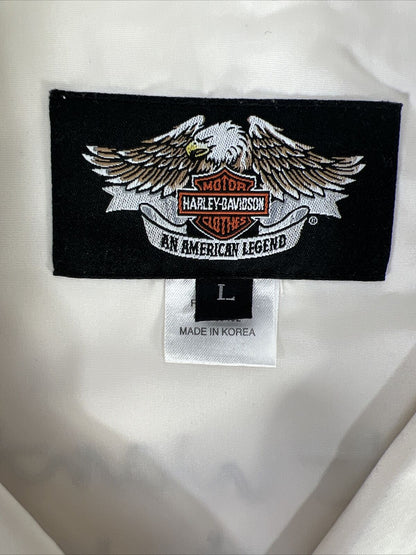 MOTOR
HARLEY-DAVIDSON
CLOTHES
®
AN AMERICAN LEGEND
L
MADE IN KOREA